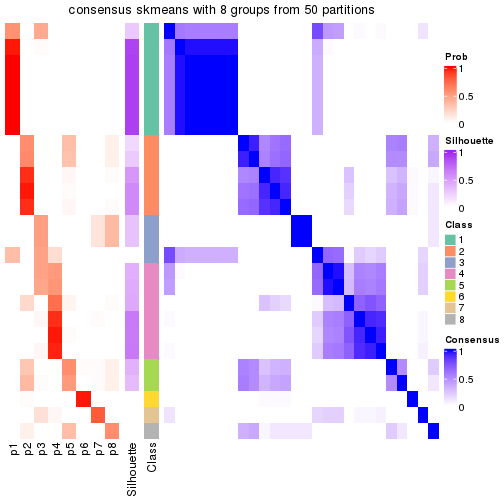 consensus skmeans with 8 groups from 50 partitions
Prob
1
0.5
0
Silhouette
1
0.5
0
Class
1
2
3
4
5
6
7
8
Consensus
1
0.5
0
p1
p2
p3
p4
p5
p6
p7
p8
Silhouette
Class